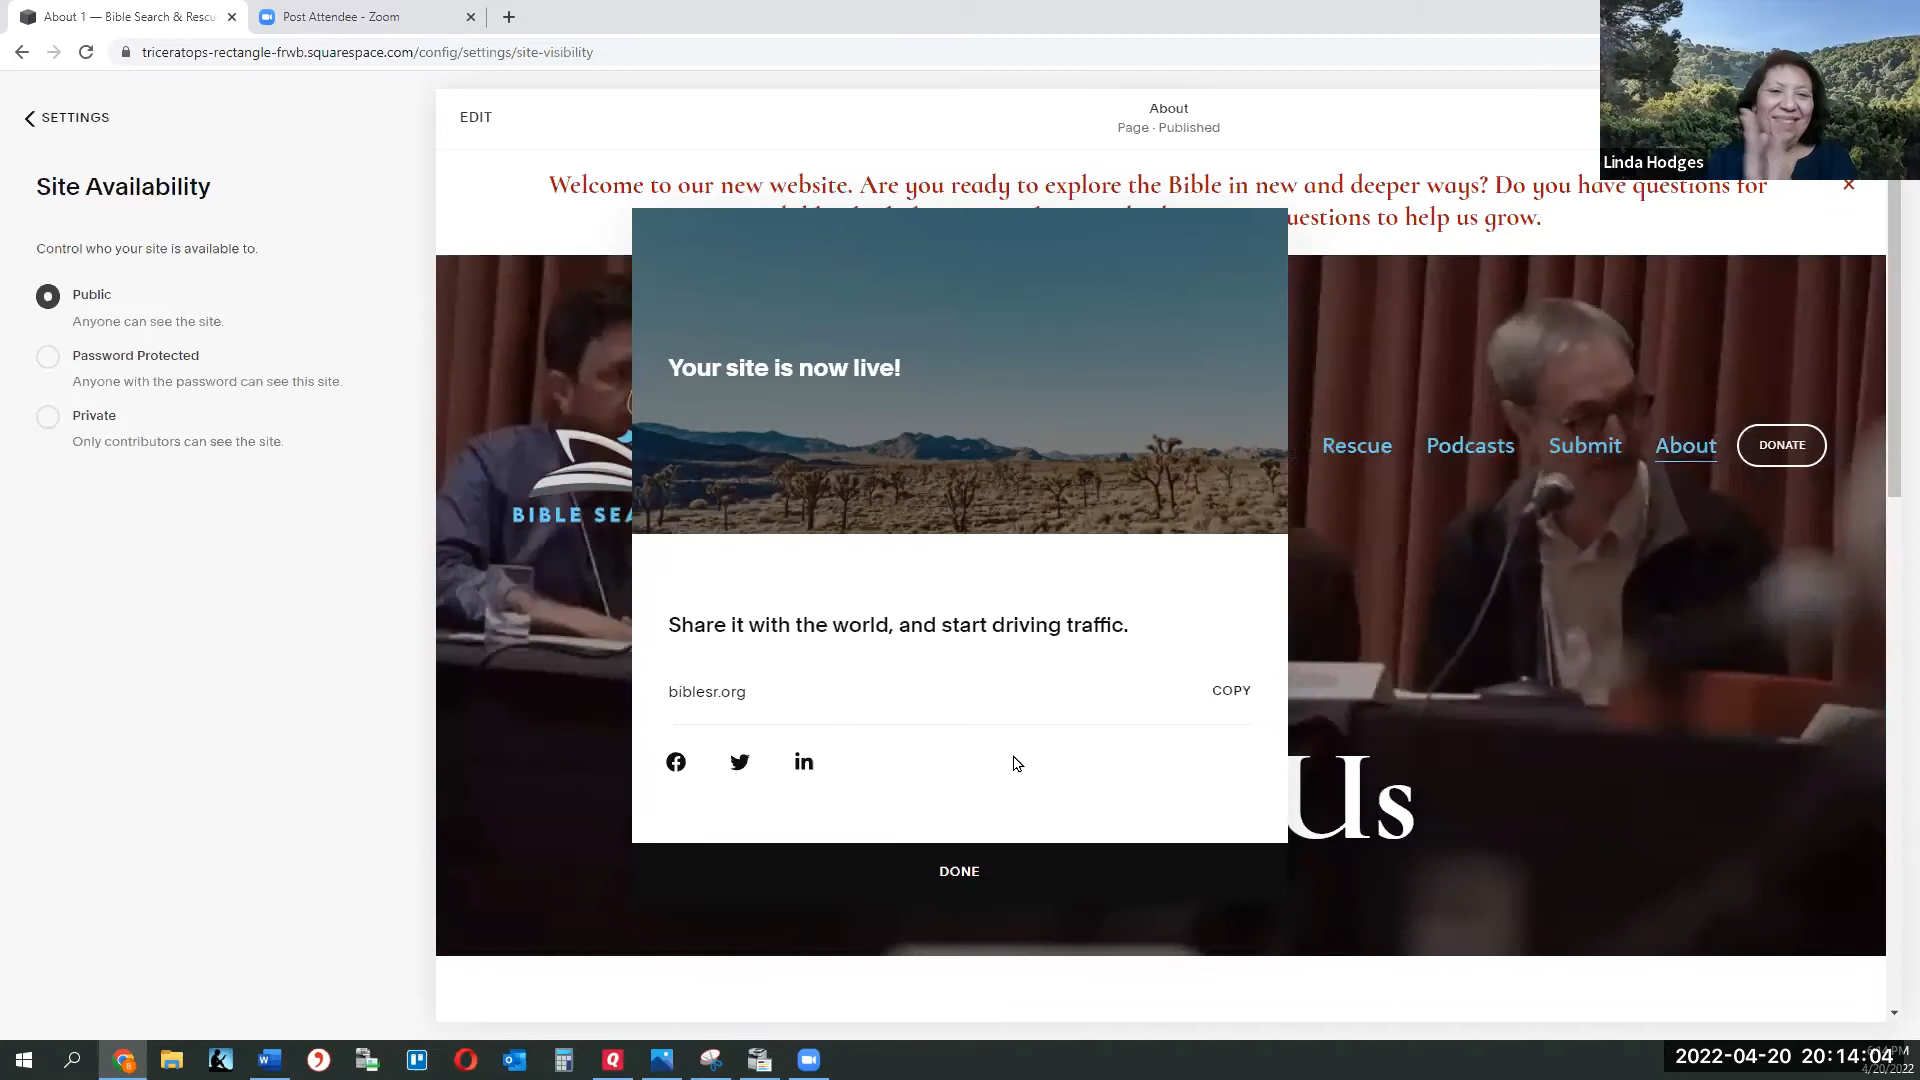 About 1 — Bible Search & Rescu
Post Attendee - Zoom
triceratops-rectangle-frwb.squarespace.com/config/settings/site-visibility
SETTINGS
Site Availability
Control who your site is available to.
Public
Anyone can see the site.
Password Protected
Anyone with the password can see this site.
Private
Only contributors can see the site.
EDIT
About
Page · Published
Linda Hodges
Welcome to our new website. Are you ready to explore the Bible in new and deeper ways? Do you have questions for
uestions to help us grow.
Your site is now live!
BIBLE SEA
Rescue Podcasts Submit About DONATE
Share it with the world, and start driving traffic.
biblesr.org COPY
Us
DONE
2022-04-20 20:14:04
4/20/2022